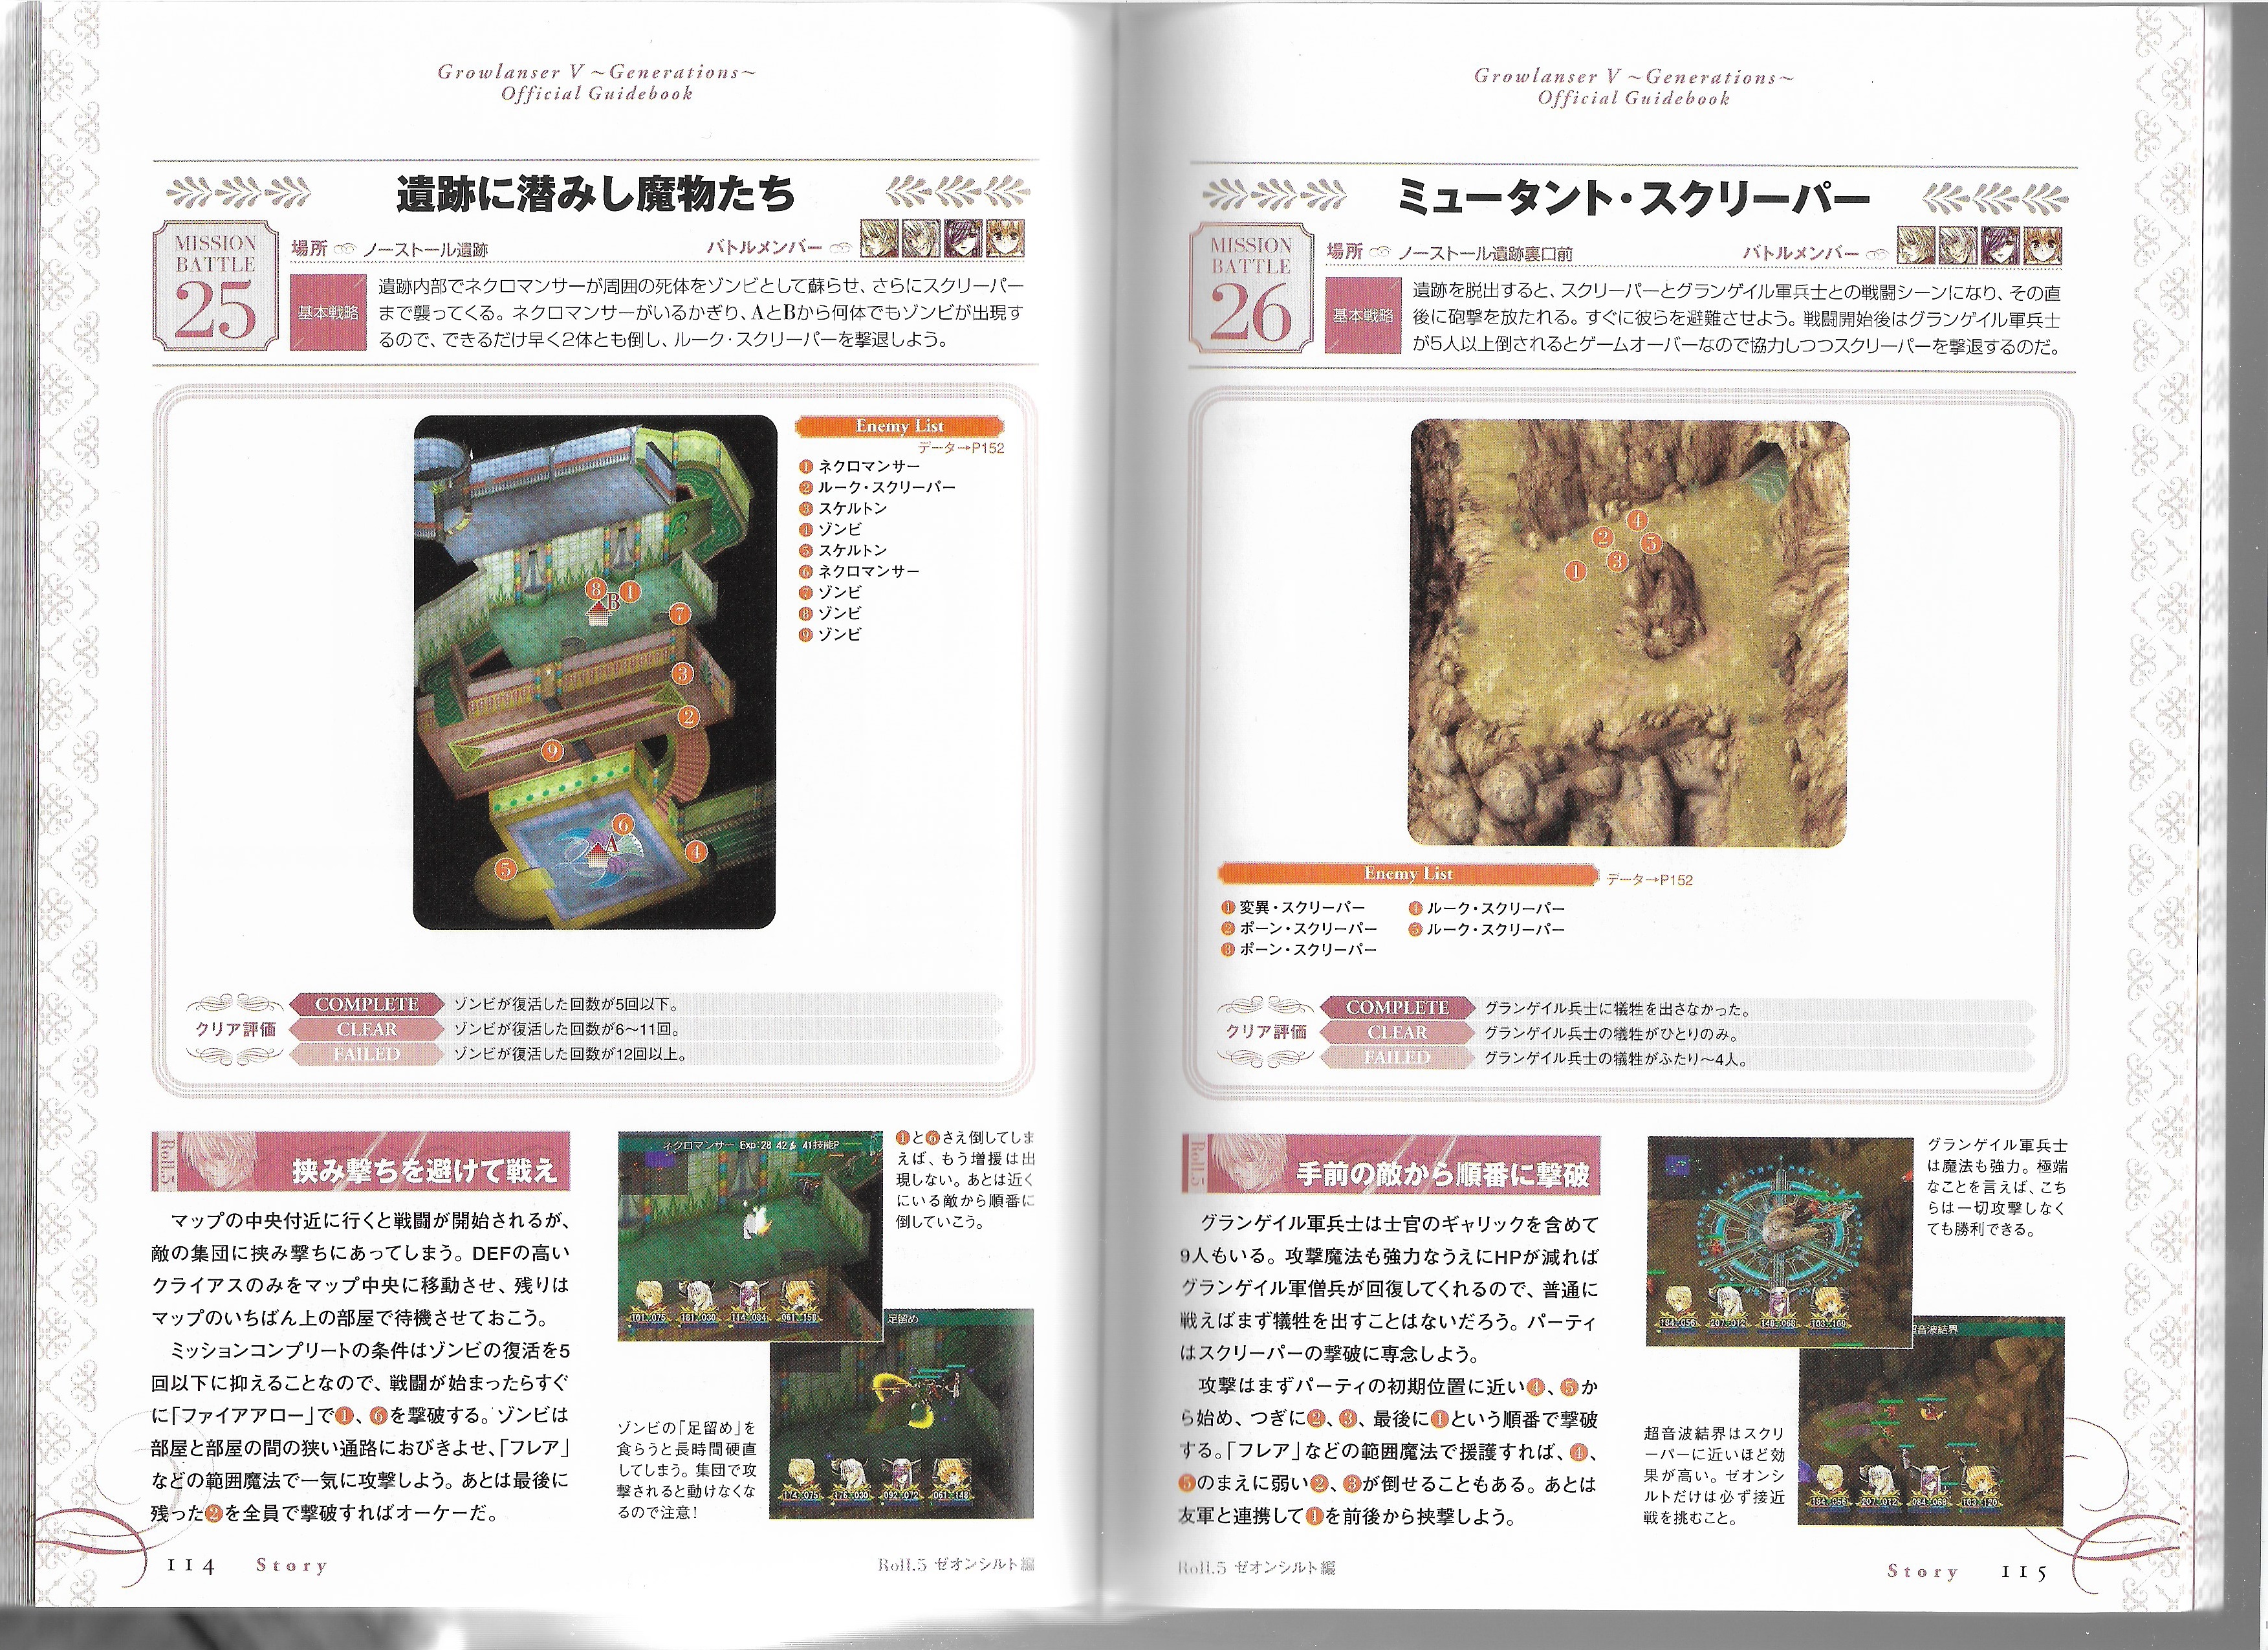 Growlanser V ~Generations~
Official Guidebook
遺跡に潜みし魔物たち
MISSION
BATTLE
25
場所 ノーストール遺跡
バトルメンバー
基本戦略
遺跡内部でネクロマンサーが周囲の死体をゾンビとして蘇らせ、さらにスクリーパー
まで襲ってくる。ネクロマンサーがいるかぎり、AとBから何体でもゾンビが出現す
るので、できるだけ早く2体とも倒し、ルーク・スクリーパーを撃退しよう。
8
B
1
7
3
2
9
6
A
4
5
Enemy List
データ→P152
1 ネクロマンサー
2 ルーク・スクリーパー
3 スケルトン
4 ゾンビ
5 スケルトン
6 ネクロマンサー
7 ゾンビ
8 ゾンビ
9 ゾンビ
クリア評価
COMPLETE ゾンビが復活した回数が5回以下。
CLEAR ゾンビが復活した回数が6〜11回。
FAILED ゾンビが復活した回数が12回以上。
Roll.5
挟み撃ちを避けて戦え
マップの中央付近に行くと戦闘が開始されるが、
敵の集団に挟み撃ちにあってしまう。DEFの高い
クライアスのみをマップ中央に移動させ、残りは
マップのいちばん上の部屋で待機させておこう。
ミッションコンプリートの条件はゾンビの復活を5
回以下に抑えることなので、戦闘が始まったらすぐ
に「ファイアアロー」で1、6を撃破する。ゾンビは
部屋と部屋の間の狭い通路におびきよせ、「フレア」
などの範囲魔法で一気に攻撃しよう。あとは最後に
残った2を全員で撃破すればオーケーだ。
ネクロマンサー Exp:28 42 41技能P
101:075 181:030 114:084 061:158
1と6さえ倒してしま
えば、もう増援は出
現しない。あとは近く
にいる敵から順番に
倒していこう。
足留め
174:075 176:030 092:072 061:148
ゾンビの「足留め」を
食らうと長時間硬直
してしまう。集団で攻
撃されると動けなくな
るので注意！
114 Story
Roll.5 ゼオンシルト編
Growlanser V ~Generations~
Official Guidebook
ミュータント・スクリーパー
MISSION
BATTLE
26
場所 ノーストール遺跡裏口前
バトルメンバー
基本戦略
遺跡を脱出すると、スクリーパーとグランゲイル軍兵士との戦闘シーンになり、その直
後に砲撃を放たれる。すぐに彼らを避難させよう。戦闘開始後はグランゲイル軍兵士
が5人以上倒されるとゲームオーバーなので協力しつつスクリーパーを撃退するのだ。
4
2
5
3
1
Enemy List
データ→P152
1 変異・スクリーパー
2 ポーン・スクリーパー
3 ポーン・スクリーパー
4 ルーク・スクリーパー
5 ルーク・スクリーパー
クリア評価
COMPLETE グランゲイル兵士に犠牲を出さなかった。
CLEAR グランゲイル兵士の犠牲がひとりのみ。
FAILED グランゲイル兵士の犠牲がふたり〜4人。
Roll.5
手前の敵から順番に撃破
グランゲイル軍兵士は士官のギャリックを含めて
9人もいる。攻撃魔法も強力なうえにHPが減れば
グランゲイル軍僧兵が回復してくれるので、普通に
戦えばまず犠牲を出すことはないだろう。パーティ
はスクリーパーの撃破に専念しよう。
攻撃はまずパーティの初期位置に近い4、5か
ら始め、つぎに2、3、最後に1という順番で撃破
する。「フレア」などの範囲魔法で援護すれば、4、
5のまえに弱い2、3が倒せることもある。あとは
友軍と連携して1を前後から挟撃しよう。
184:056 207:012 148:068 103:109
グランゲイル軍兵士
は魔法も強力。極端
なことを言えば、こち
らは一切攻撃しなく
ても勝利できる。
超音波結界
184:056 207:012 084:068 103:120
超音波結界はスクリ
ーパーに近いほど効
果が高い。ゼオンシ
ルトだけは必ず接近
戦を挑むこと。
Roll.5 ゼオンシルト編
Story 115